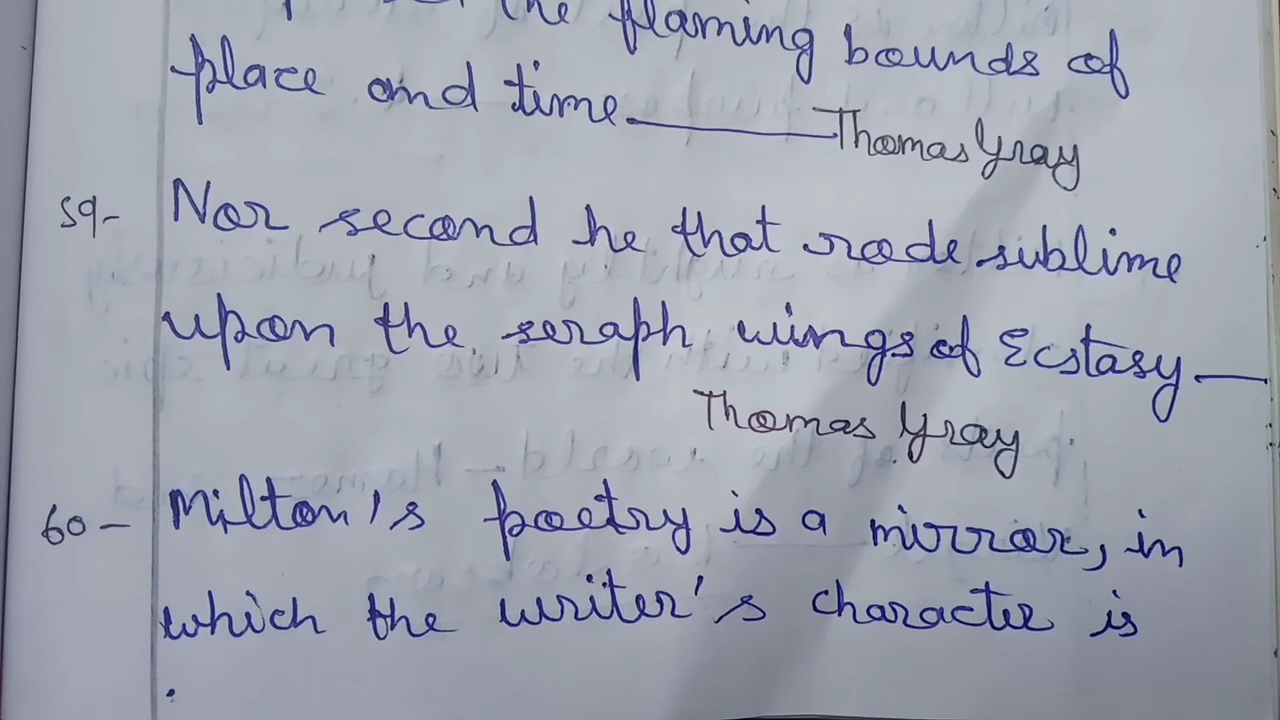 the flaming bounds of
place and time — Thomas Gray
59- Nor second he that rode sublime
upon the seraph wings of Ecstasy —
Thomas Gray
60- Milton's poetry is a mirror, in
which the writer's character is